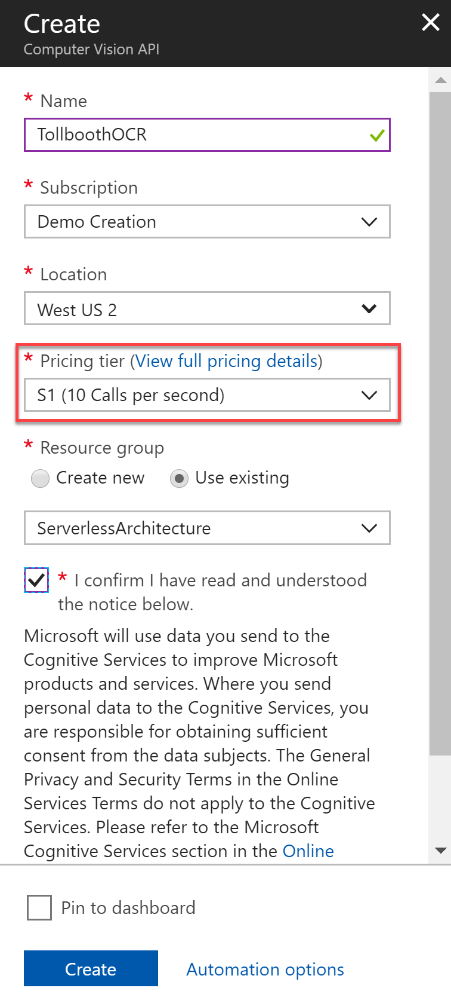 Create
Computer Vision API
* Name
TollboothOCR
* Subscription
Demo Creation
* Location
West US 2
* Pricing tier (View full pricing details)
S1 (10 Calls per second)
* Resource group
Create new Use existing
ServerlessArchitecture
* I confirm I have read and understood
the notice below.
Microsoft will use data you send to the
Cognitive Services to improve Microsoft
products and services. Where you send
personal data to the Cognitive Services, you
are responsible for obtaining sufficient
consent from the data subjects. The General
Privacy and Security Terms in the Online
Services Terms do not apply to the Cognitive
Services. Please refer to the Microsoft
Cognitive Services section in the Online
Pin to dashboard
Create Automation options